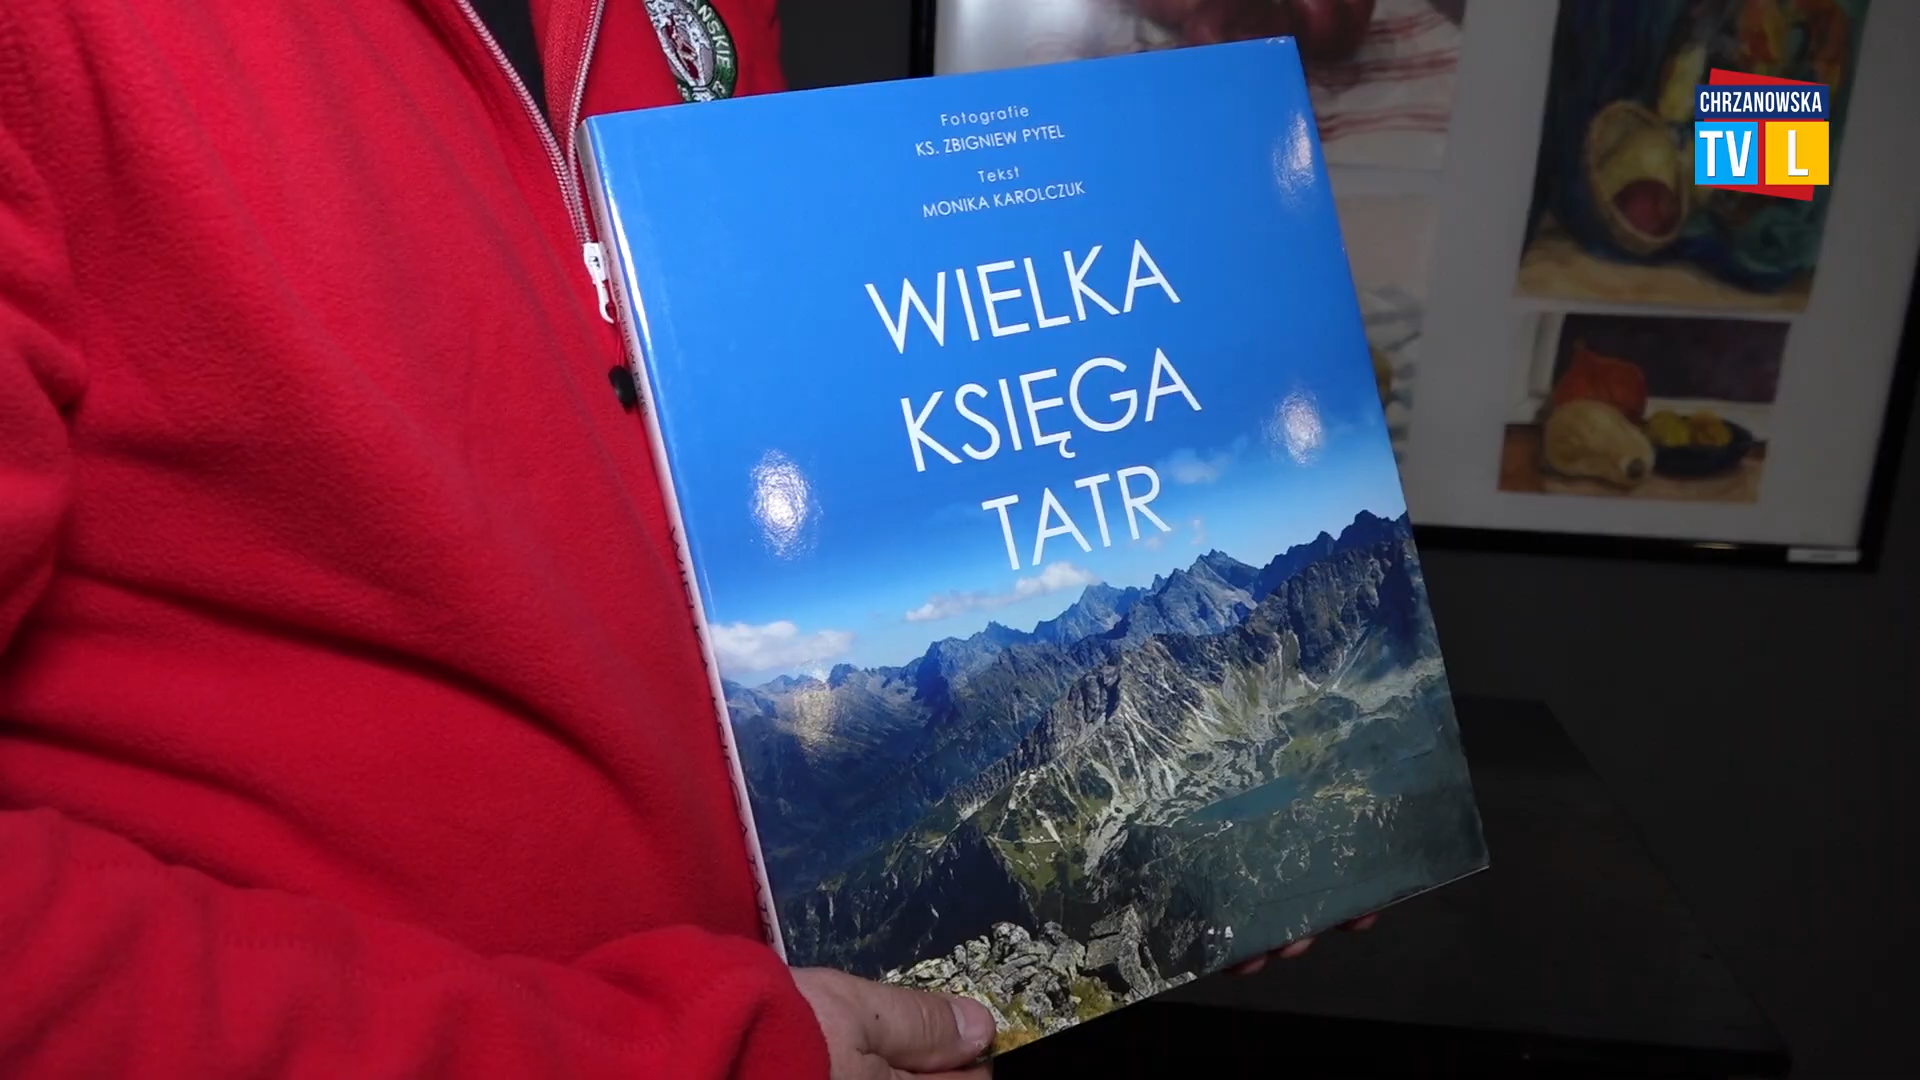 Fotografie
KS. ZBIGNIEW PYTEL
Tekst
MONIKA KAROLCZUK
WIELKA
KSIĘGA
TATR
CHRZANOWSKA
TV L